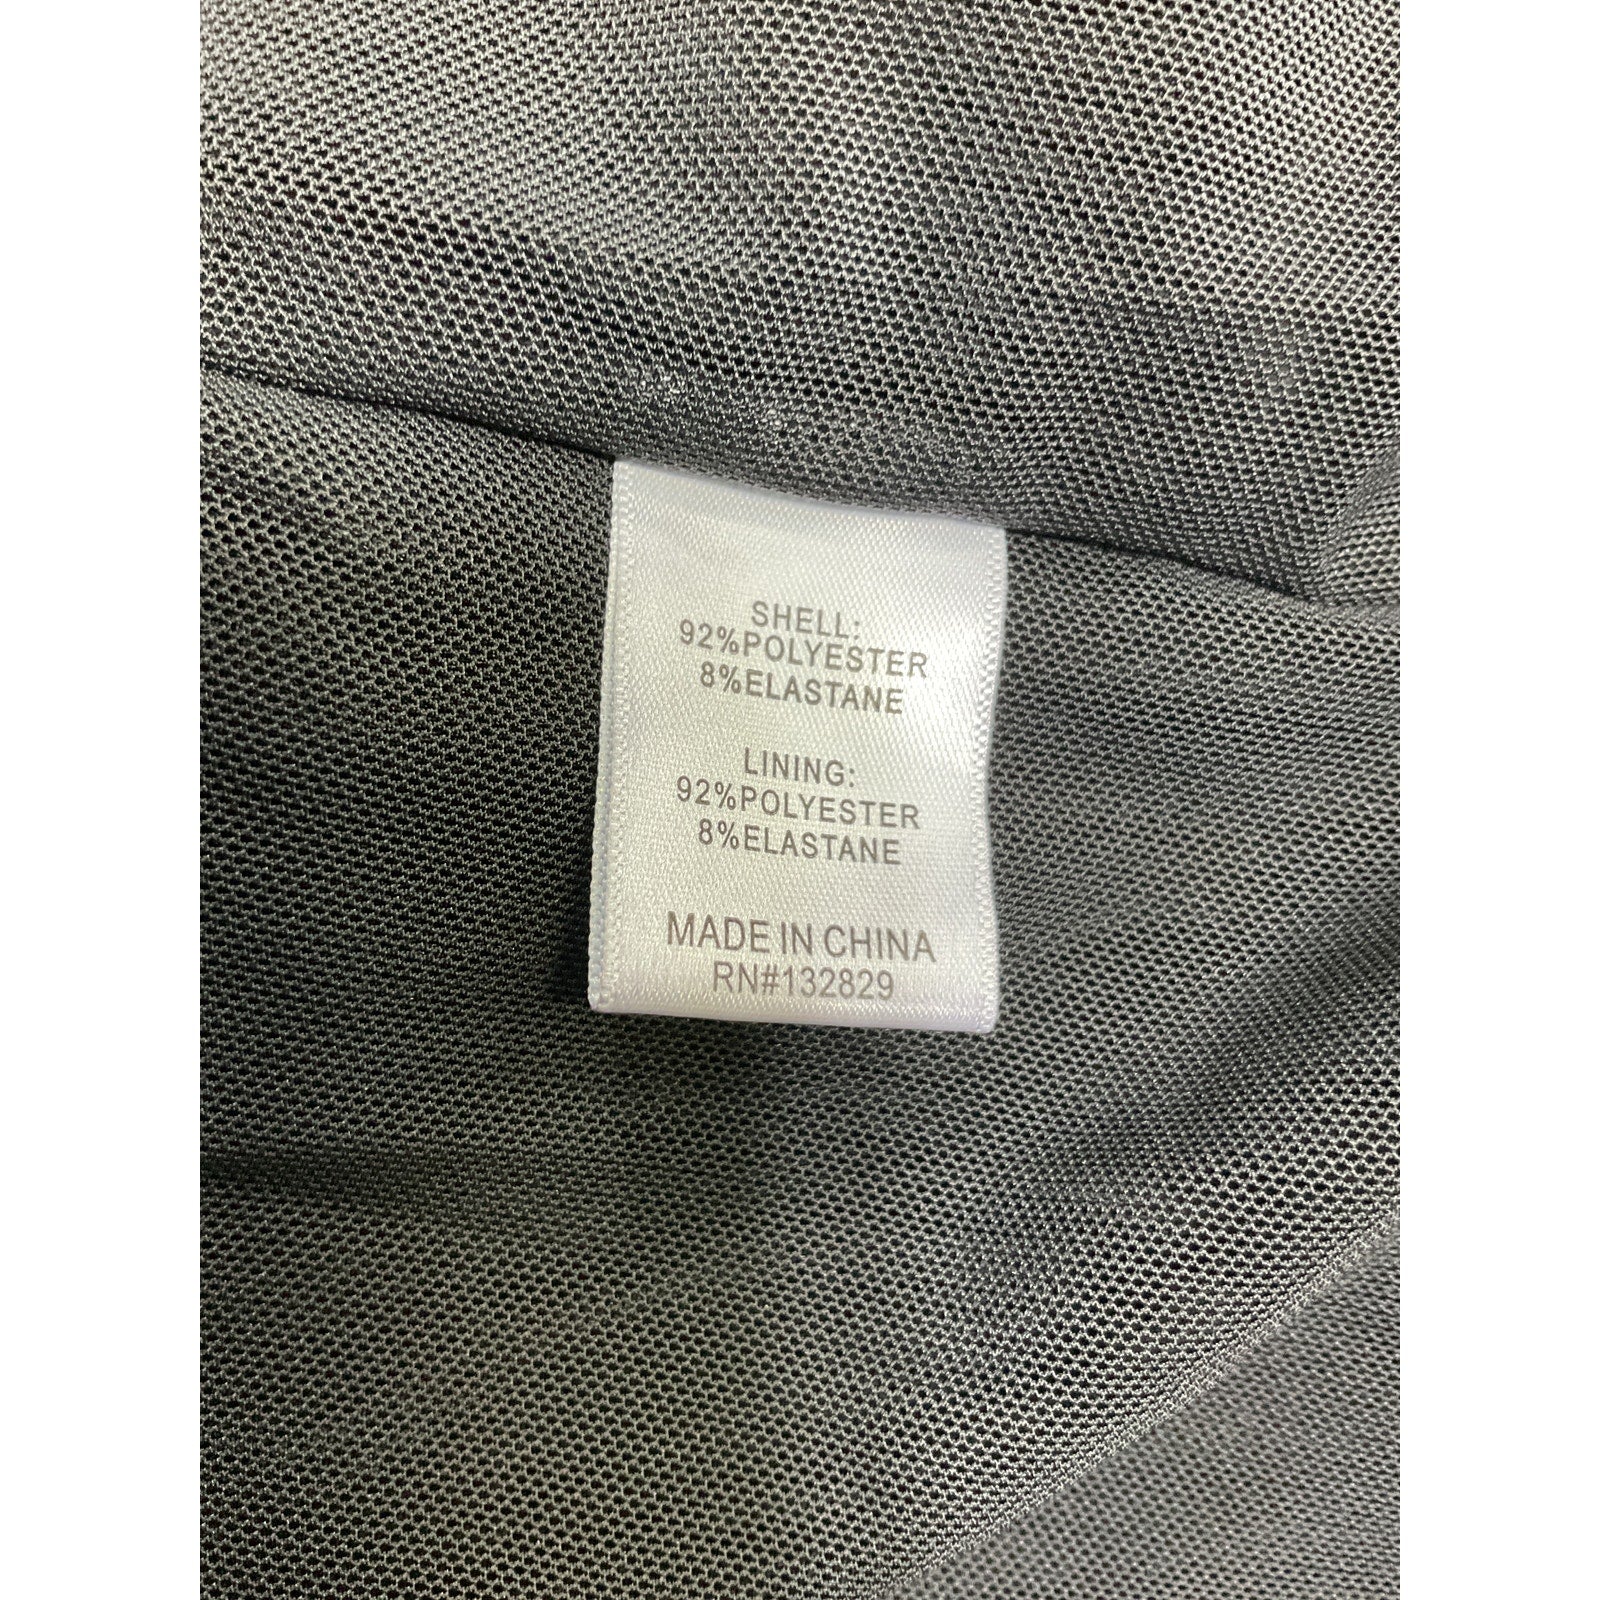 SHELL:
92%POLYESTER
8%ELASTANE
LINING:
92%POLYESTER
8%ELASTANE
MADE IN CHINA
RN#132829